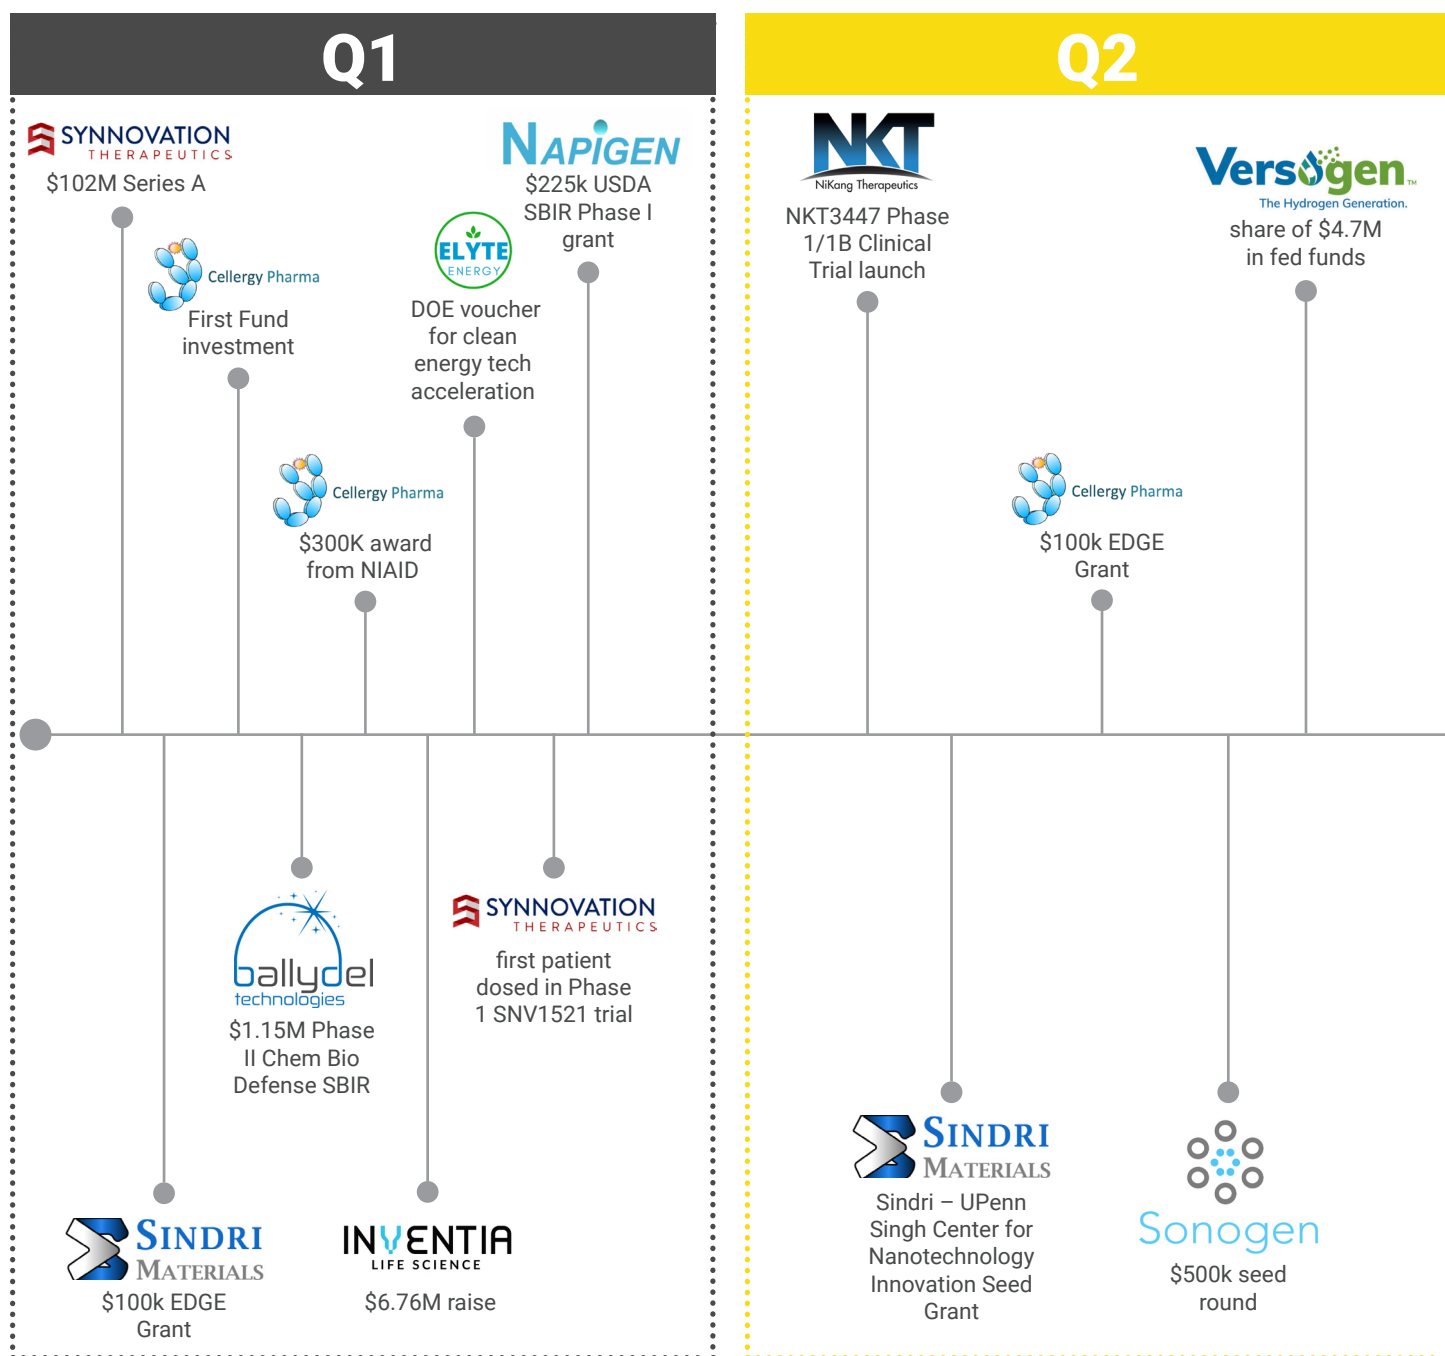 Q1
SYNNOVATION
THERAPEUTICS
$102M Series A
Cellergy Pharma
First Fund
investment
Cellergy Pharma
$300K award
from NIAID
ELYTE
ENERGY
DOE voucher
for clean
energy tech
acceleration
NAPIGEN
$225k USDA
SBIR Phase I
grant
SINDRI
MATERIALS
$100k EDGE
Grant
ballydel
technologies
$1.15M Phase
II Chem Bio
Defense SBIR
INVENTIA
LIFE SCIENCE
$6.76M raise
SYNNOVATION
THERAPEUTICS
first patient
dosed in Phase
1 SNV1521 trial
Q2
NKT
NiKang Therapeutics
NKT3447 Phase
1/1B Clinical
Trial launch
Cellergy Pharma
$100k EDGE
Grant
Versogen™
The Hydrogen Generation.
share of $4.7M
in fed funds
SINDRI
MATERIALS
Sindri – UPenn
Singh Center for
Nanotechnology
Innovation Seed
Grant
Sonogen
$500k seed
round